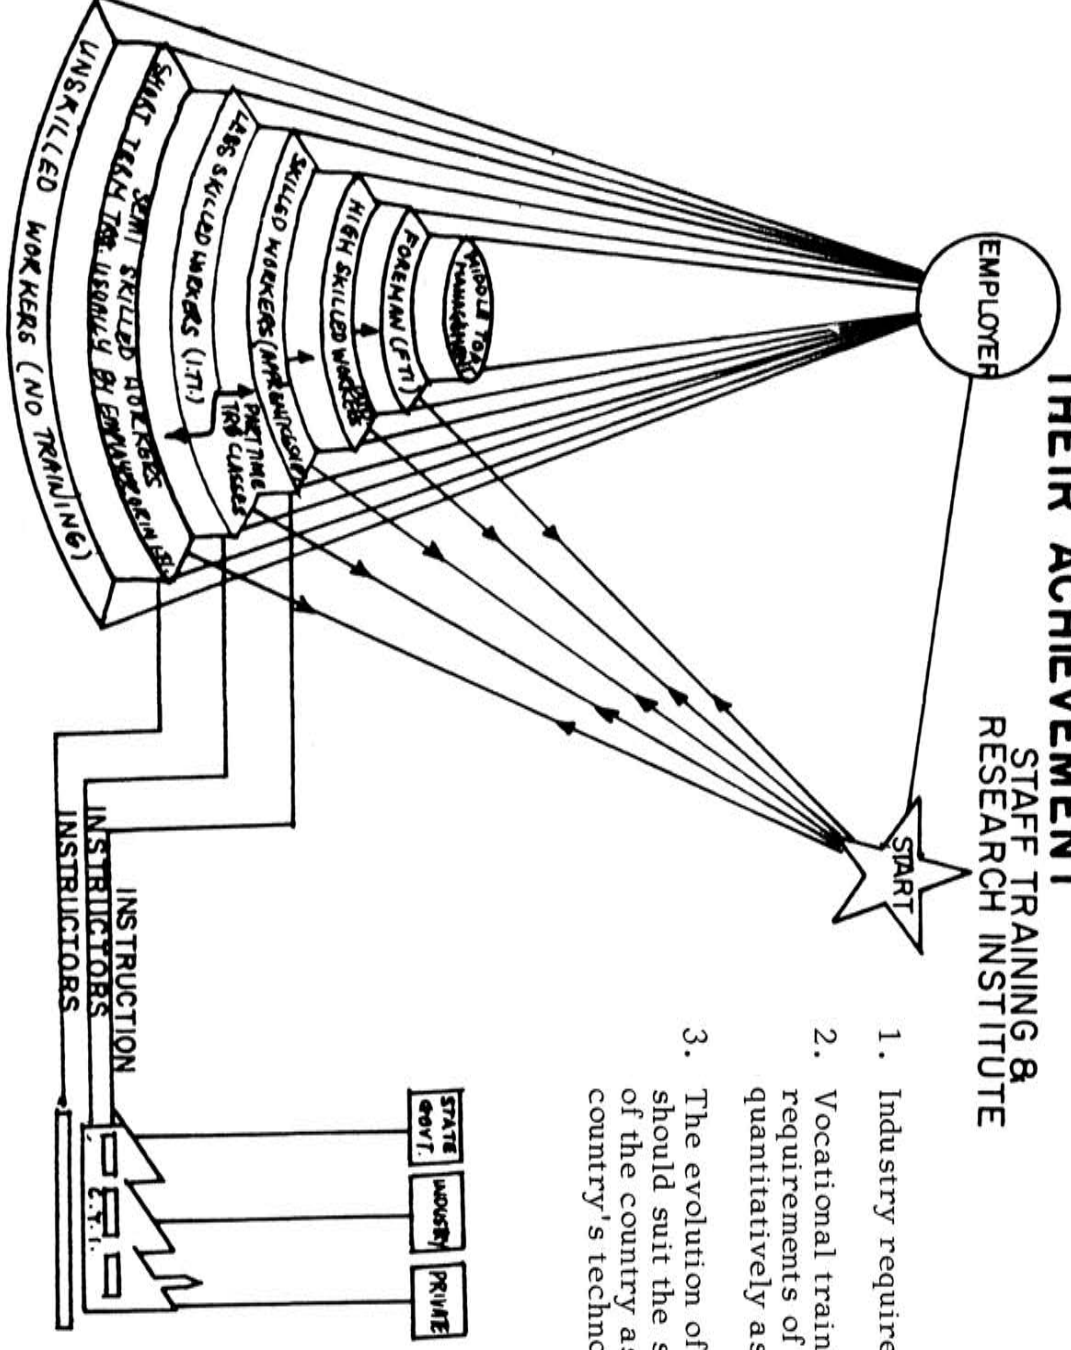 THEIR ACHIEVEMENT
STAFF TRAINING &
RESEARCH INSTITUTE
EMPLOYER
START
MIDDLE TOP
MANAGEMENT
FOREMAN (FTI)
HIGH SKILLED WORKERS
SKILLED WORKERS (APPRENTICESHIP)
LESS SKILLED WORKERS (I.TI.)
PART TIME
TRG CLASSES
SEMI SKILLED WORKERS
SHORT TERM TRG USUALLY BY EMPLOYER OR IN
UNSKILLED WORKERS (NO TRAINING)
1. Industry require
2. Vocational train
requirements of
quantitatively as
3. The evolution of
should suit the s
of the country as
country's techno
STATE
GOVT.
INDUSTRY
PRIVATE
INSTRUCTION
INSTRUCTORS
INSTRUCTORS
C.T.I.